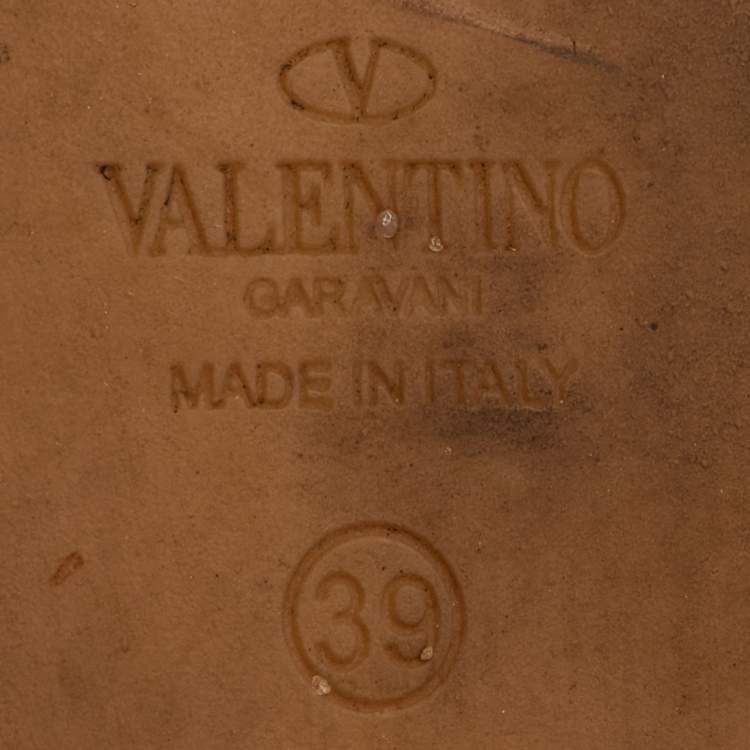 V
VALENTINO
GARAVANI
MADE IN ITALY
39